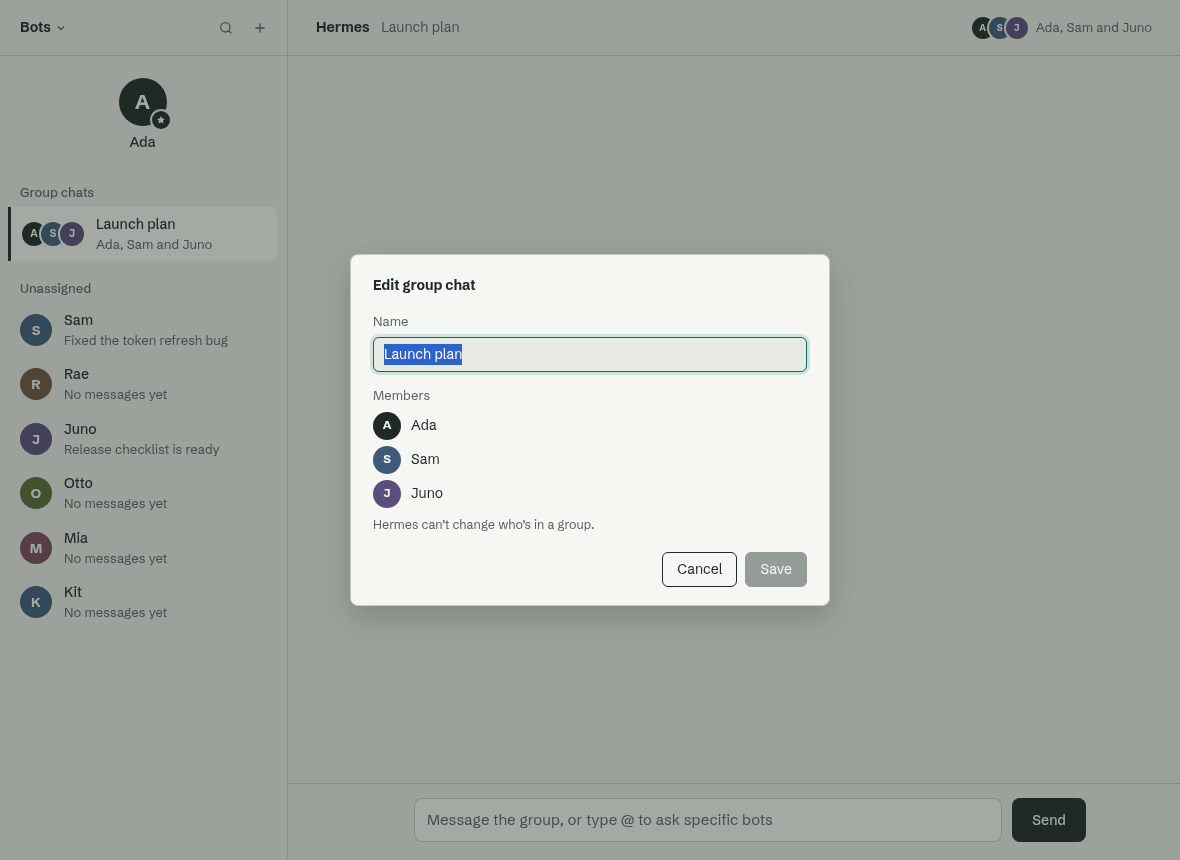 Bots
Hermes Launch plan
A S J Ada, Sam and Juno
A
Ada
Group chats
A S J
Launch plan
Ada, Sam and Juno
Unassigned
S
Sam
Fixed the token refresh bug
R
Rae
No messages yet
J
Juno
Release checklist is ready
O
Otto
No messages yet
M
Mia
No messages yet
K
Kit
No messages yet
Edit group chat
Name
Launch plan
Members
A Ada
S Sam
J Juno
Hermes can't change who's in a group.
Cancel Save
Message the group, or type @ to ask specific bots
Send